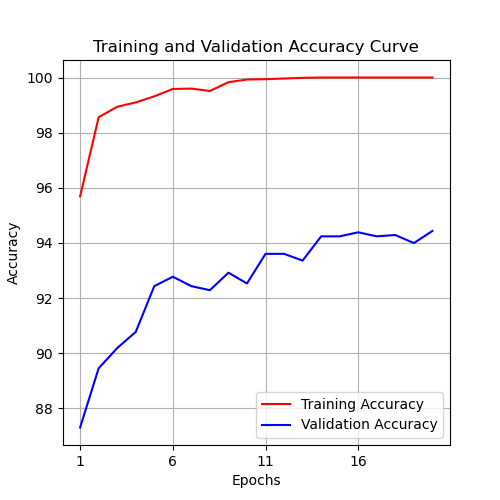 Training and Validation Accuracy Curve
100
98
96
94
92
90
88
Accuracy
Training Accuracy
Validation Accuracy
1 6 11 16
Epochs